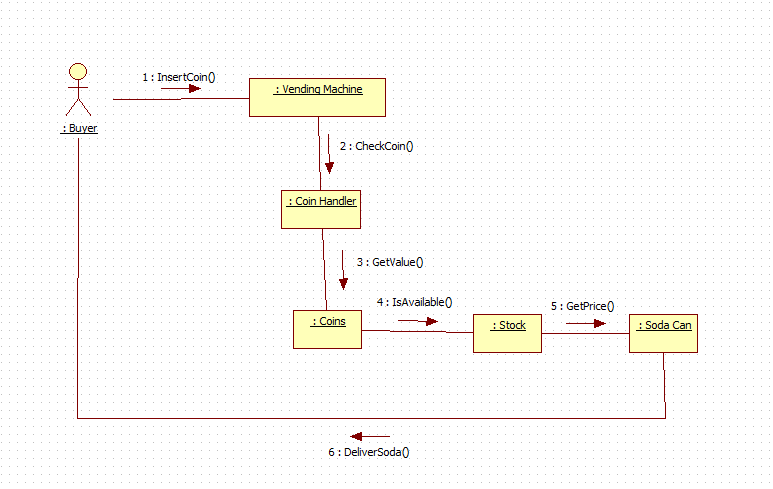 1 : InsertCoin()
: Vending Machine
: Buyer
2 : CheckCoin()
: Coin Handler
3 : GetValue()
4 : IsAvailable()
5 : GetPrice()
: Coins
: Stock
: Soda Can
6 : DeliverSoda()